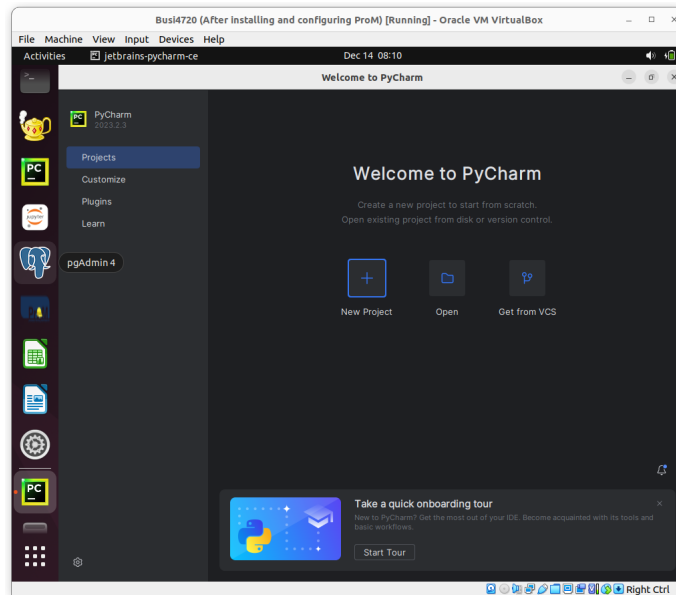 Busi4720 (After installing and configuring ProM) [Running] - Oracle VM VirtualBox
File Machine View Input Devices Help
Activities jetbrains-pycharm-ce Dec 14 08:10
Welcome to PyCharm
PC PyCharm
2023.2.3
Projects
Customize
Plugins
Learn
PC
jupyter
pgAdmin 4
PC
Welcome to PyCharm
Create a new project to start from scratch.
Open existing project from disk or version control.
New Project Open Get from VCS
Take a quick onboarding tour
New to PyCharm? Get the most out of your IDE. Become acquainted with its tools and
basic workflows.
Start Tour
Right Ctrl